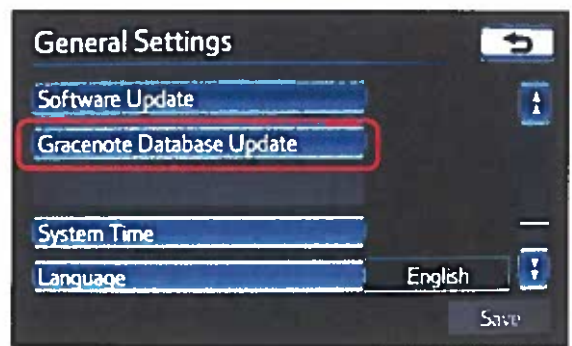 General Settings
Software Update
Gracenote Database Update
System Time
Language English
Save